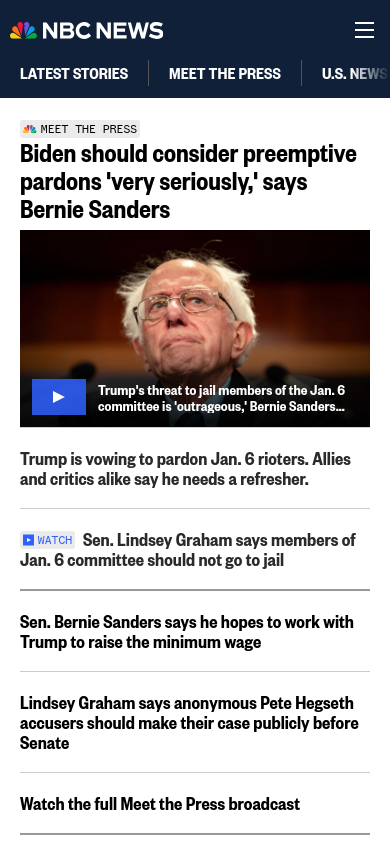 NBC NEWS
LATEST STORIES
MEET THE PRESS
U.S. NEWS
MEET THE PRESS
Biden should consider preemptive
pardons 'very seriously,' says
Bernie Sanders
Trump's threat to jail members of the Jan. 6
committee is 'outrageous,' Bernie Sanders...
Trump is vowing to pardon Jan. 6 rioters. Allies
and critics alike say he needs a refresher.
WATCH Sen. Lindsey Graham says members of
Jan. 6 committee should not go to jail
Sen. Bernie Sanders says he hopes to work with
Trump to raise the minimum wage
Lindsey Graham says anonymous Pete Hegseth
accusers should make their case publicly before
Senate
Watch the full Meet the Press broadcast